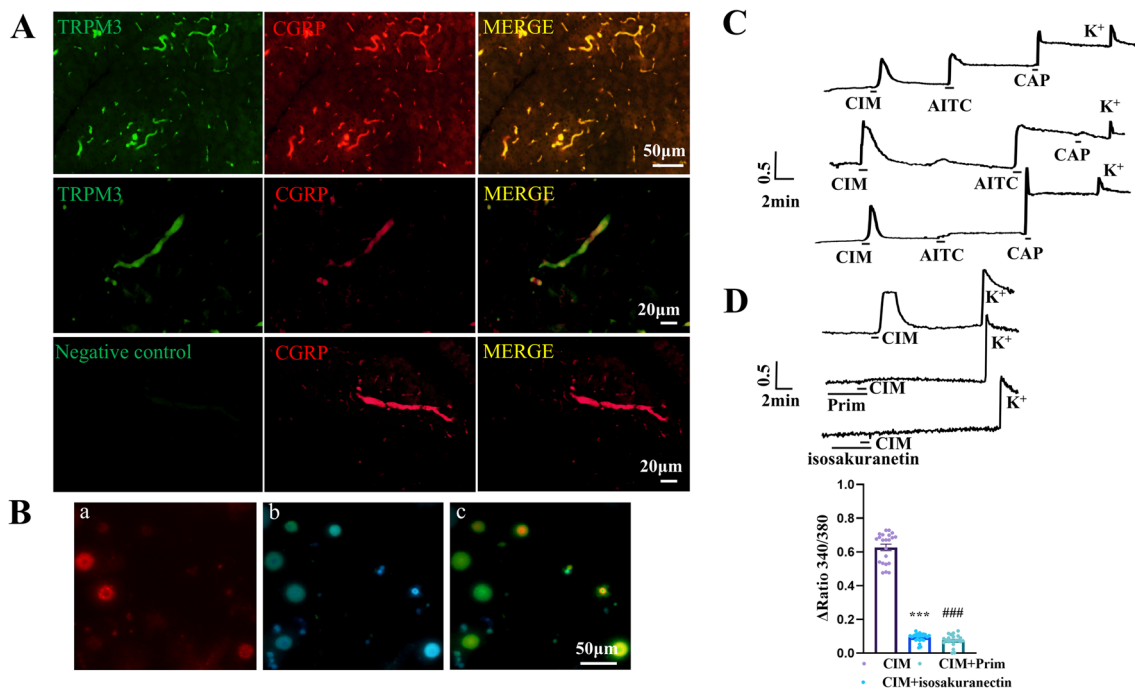 A
TRPM3
CGRP
MERGE
50μm
TRPM3
CGRP
MERGE
20μm
Negative control
CGRP
MERGE
20μm
B
a
b
c
50μm
C
CIM
AITC
CAP
K+
CIM
AITC
CAP
K+
CIM
AITC
CAP
K+
0.5
2min
D
CIM
K+
CIM
Prim
K+
CIM
isosakuranetin
K+
0.5
2min
ΔRatio 340/380
1.0
0.8
0.6
0.4
0.2
0.0
***
###
CIM
CIM+Prim
CIM+isosakuranectin